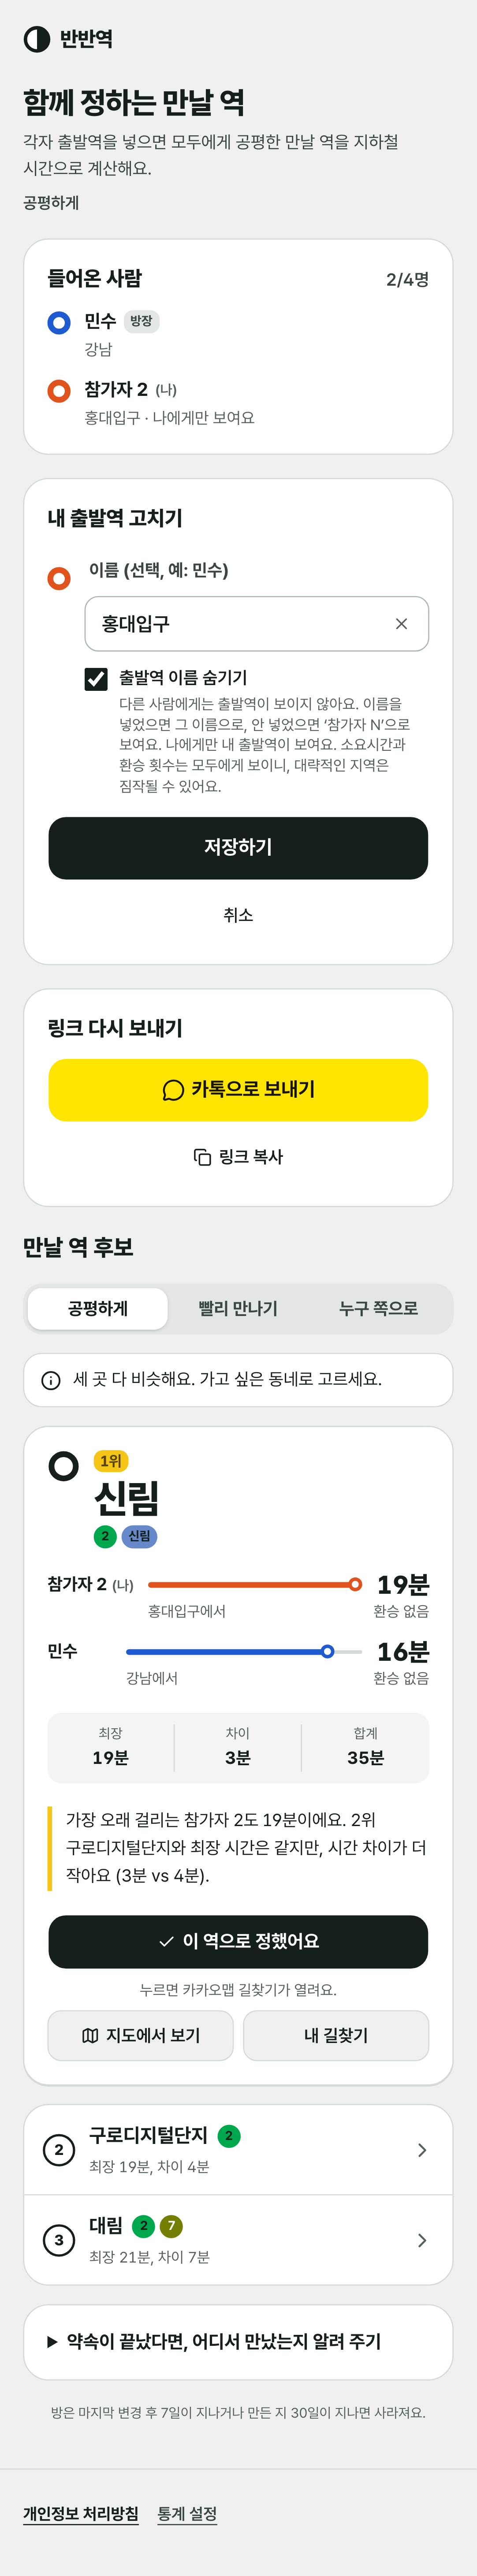 반반역
함께 정하는 만날 역
각자 출발역을 넣으면 모두에게 공평한 만날 역을 지하철
시간으로 계산해요.
공평하게
들어온 사람
2/4명
민수 방장
강남
참가자 2 (나)
홍대입구 · 나에게만 보여요
내 출발역 고치기
이름 (선택, 예: 민수)
홍대입구
출발역 이름 숨기기
다른 사람에게는 출발역이 보이지 않아요. 이름을
넣었으면 그 이름으로, 안 넣었으면 ‘참가자 N’으로
보여요. 나에게만 내 출발역이 보여요. 소요시간과
환승 횟수는 모두에게 보이니, 대략적인 지역은
짐작될 수 있어요.
저장하기
취소
링크 다시 보내기
카톡으로 보내기
링크 복사
만날 역 후보
공평하게 빨리 만나기 누구 쪽으로
세 곳 다 비슷해요. 가고 싶은 동네로 고르세요.
1위
신림
2 신림
참가자 2 (나) 19분
홍대입구에서 환승 없음
민수 16분
강남에서 환승 없음
최장 차이 합계
19분 3분 35분
가장 오래 걸리는 참가자 2도 19분이에요. 2위
구로디지털단지와 최장 시간은 같지만, 시간 차이가 더
작아요 (3분 vs 4분).
이 역으로 정했어요
누르면 카카오맵 길찾기가 열려요.
지도에서 보기 내 길찾기
2 구로디지털단지 2
최장 19분, 차이 4분
3 대림 2 7
최장 21분, 차이 7분
▶ 약속이 끝났다면, 어디서 만났는지 알려 주기
방은 마지막 변경 후 7일이 지나거나 만든 지 30일이 지나면 사라져요.
개인정보 처리방침 통계 설정